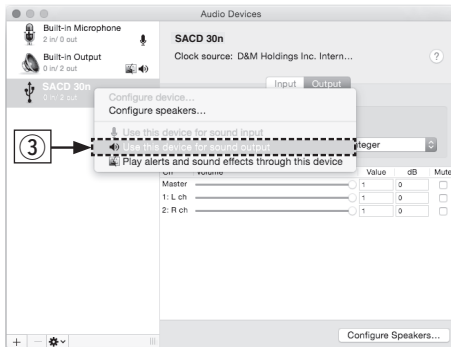 Audio Devices
Built-in Microphone
2 in/ 0 out
Built-in Output
0 in/ 2 out
SACD 30n
0 in/ 2 out
SACD 30n
Clock source: D&M Holdings Inc. Intern…
?
Input Output
Configure device…
Configure speakers…
Use this device for sound input
③
Use this device for sound output
Play alerts and sound effects through this device
teger
Ch Volume Value dB Mute
Master 1 0
1: L ch 1 0
2: R ch 1 0
Configure Speakers…